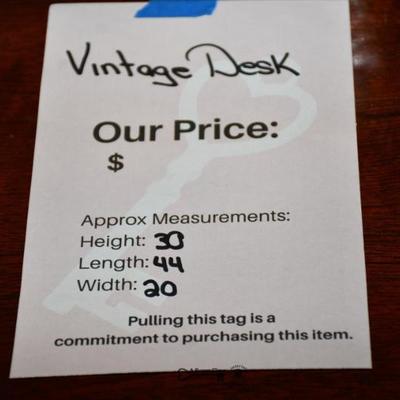 Vintage Desk
Our Price:
$
Approx Measurements:
Height: 30
Length: 44
Width: 20
Pulling this tag is a
commitment to purchasing this item.